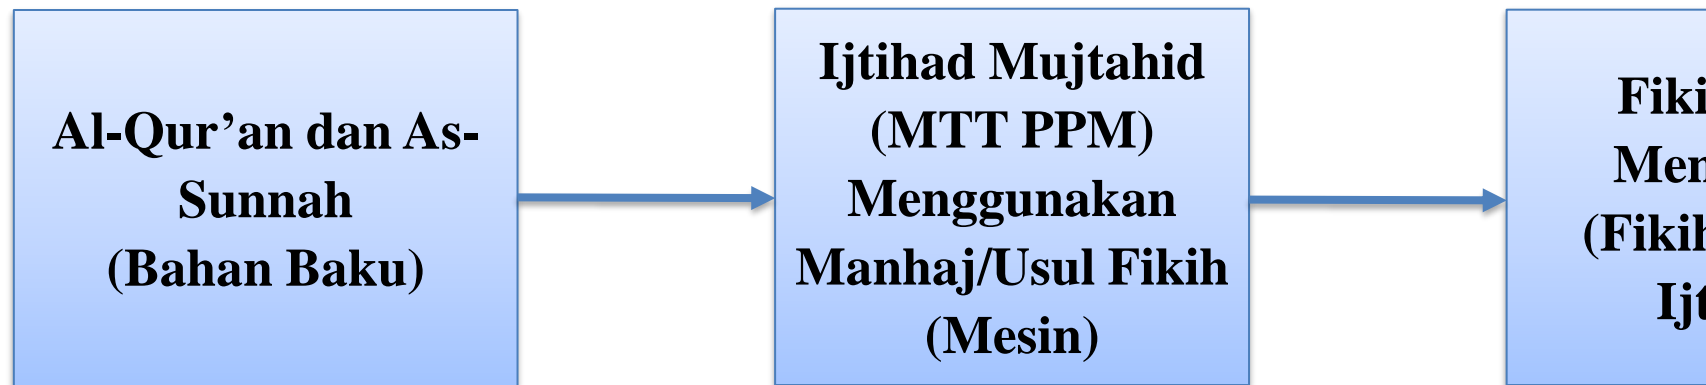 Al-Qur’an dan As-
Sunnah
(Bahan Baku)
Ijtihad Mujtahid
(MTT PPM)
Menggunakan
Manhaj/Usul Fikih
(Mesin)